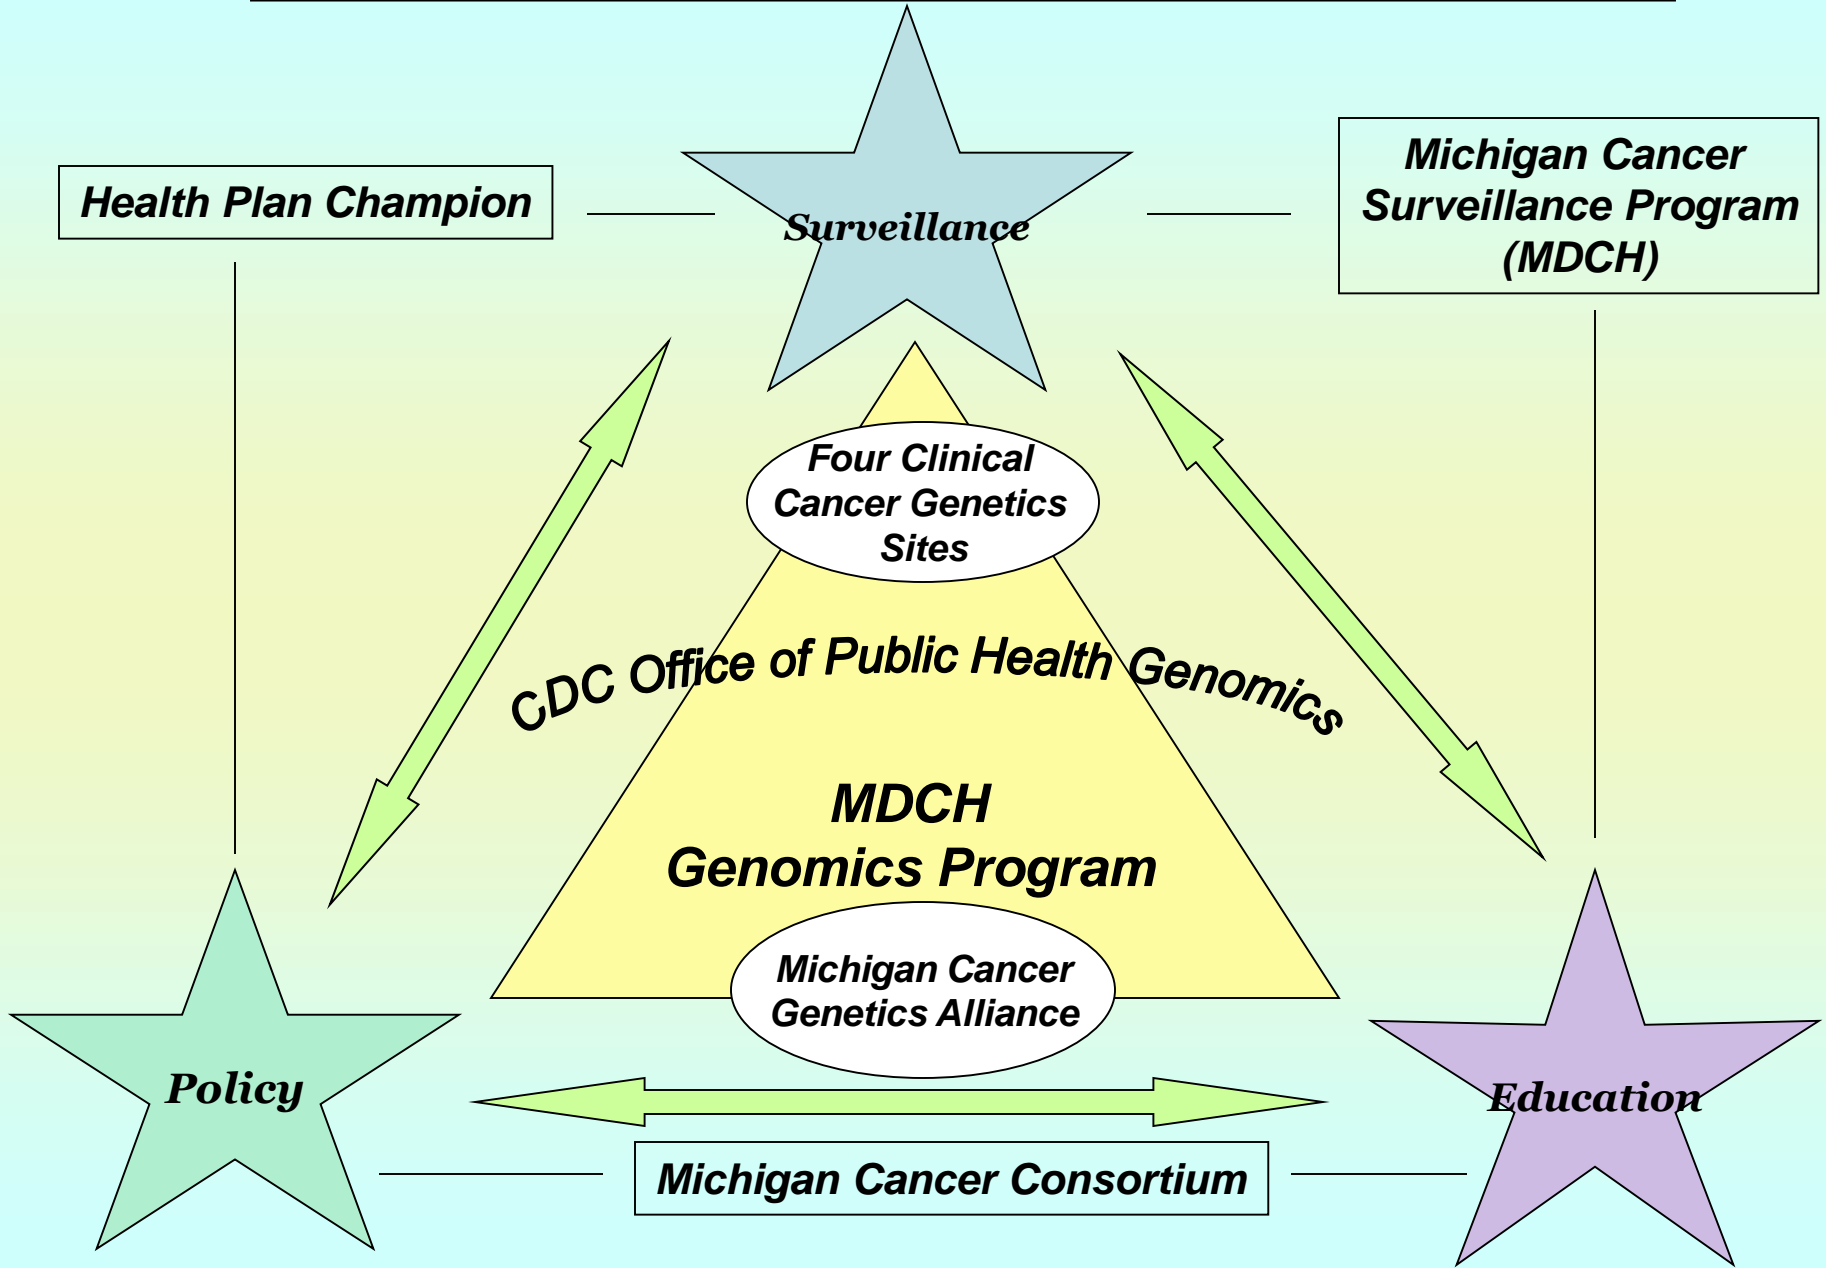 Health Plan Champion
Surveillance
Michigan Cancer
Surveillance Program
(MDCH)
Four Clinical
Cancer Genetics
Sites
CDC Office of Public Health Genomics
MDCH
Genomics Program
Michigan Cancer
Genetics Alliance
Policy
Education
Michigan Cancer Consortium